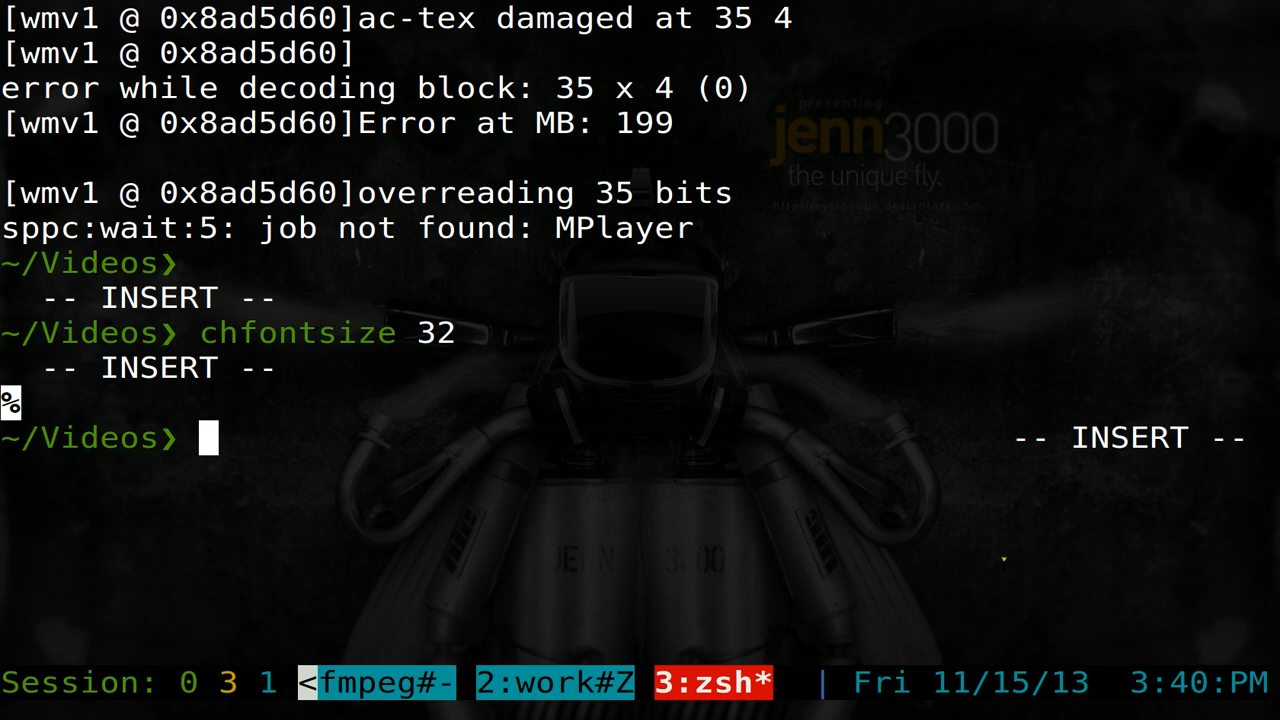 [wmv1 @ 0x8ad5d60]ac-tex damaged at 35 4
[wmv1 @ 0x8ad5d60]
error while decoding block: 35 x 4 (0)
[wmv1 @ 0x8ad5d60]Error at MB: 199
presenting
jenn3000
the unique fly.
[wmv1 @ 0x8ad5d60]overreading 35 bits
sppc:wait:5: job not found: MPlayer
~/Videos❯
-- INSERT --
~/Videos❯ chfontsize 32
-- INSERT --
%
~/Videos❯ -- INSERT --
JENN 3000
Session: 0 3 1 <fmpeg#- 2:work#Z 3:zsh* | Fri 11/15/13 3:40:PM